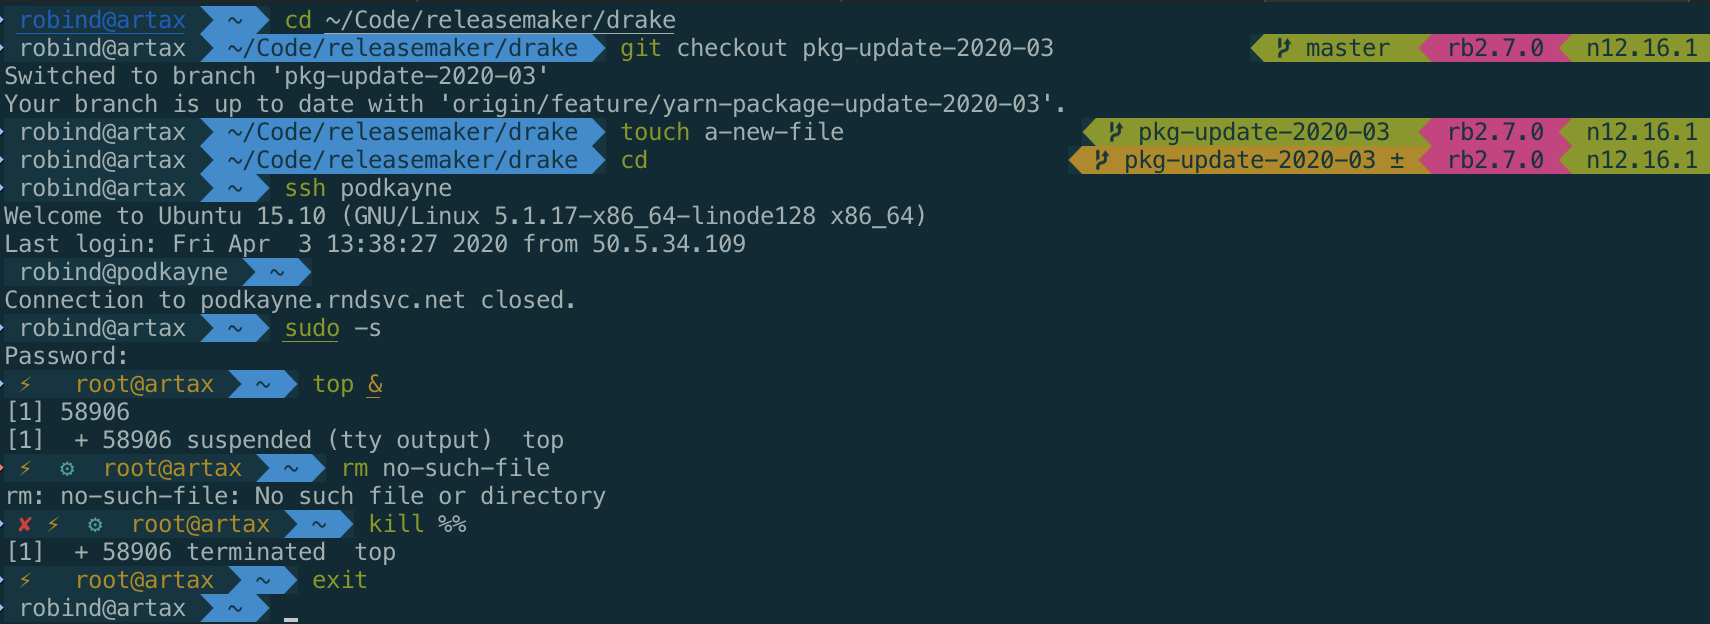 robind@artax ~ cd ~/Code/releasemaker/drake
robind@artax ~/Code/releasemaker/drake git checkout pkg-update-2020-03 master rb2.7.0 n12.16.1
Switched to branch 'pkg-update-2020-03'
Your branch is up to date with 'origin/feature/yarn-package-update-2020-03'.
robind@artax ~/Code/releasemaker/drake touch a-new-file pkg-update-2020-03 rb2.7.0 n12.16.1
robind@artax ~/Code/releasemaker/drake cd pkg-update-2020-03 ± rb2.7.0 n12.16.1
robind@artax ~ ssh podkayne
Welcome to Ubuntu 15.10 (GNU/Linux 5.1.17-x86_64-linode128 x86_64)
Last login: Fri Apr  3 13:38:27 2020 from 50.5.34.109
robind@podkayne ~
Connection to podkayne.rndsvc.net closed.
robind@artax ~ sudo -s
Password:
⚡ root@artax ~ top &
[1] 58906
[1]  + 58906 suspended (tty output)  top
⚡ ⚙ root@artax ~ rm no-such-file
rm: no-such-file: No such file or directory
✘ ⚡ ⚙ root@artax ~ kill %%
[1]  + 58906 terminated  top
⚡ root@artax ~ exit
robind@artax ~